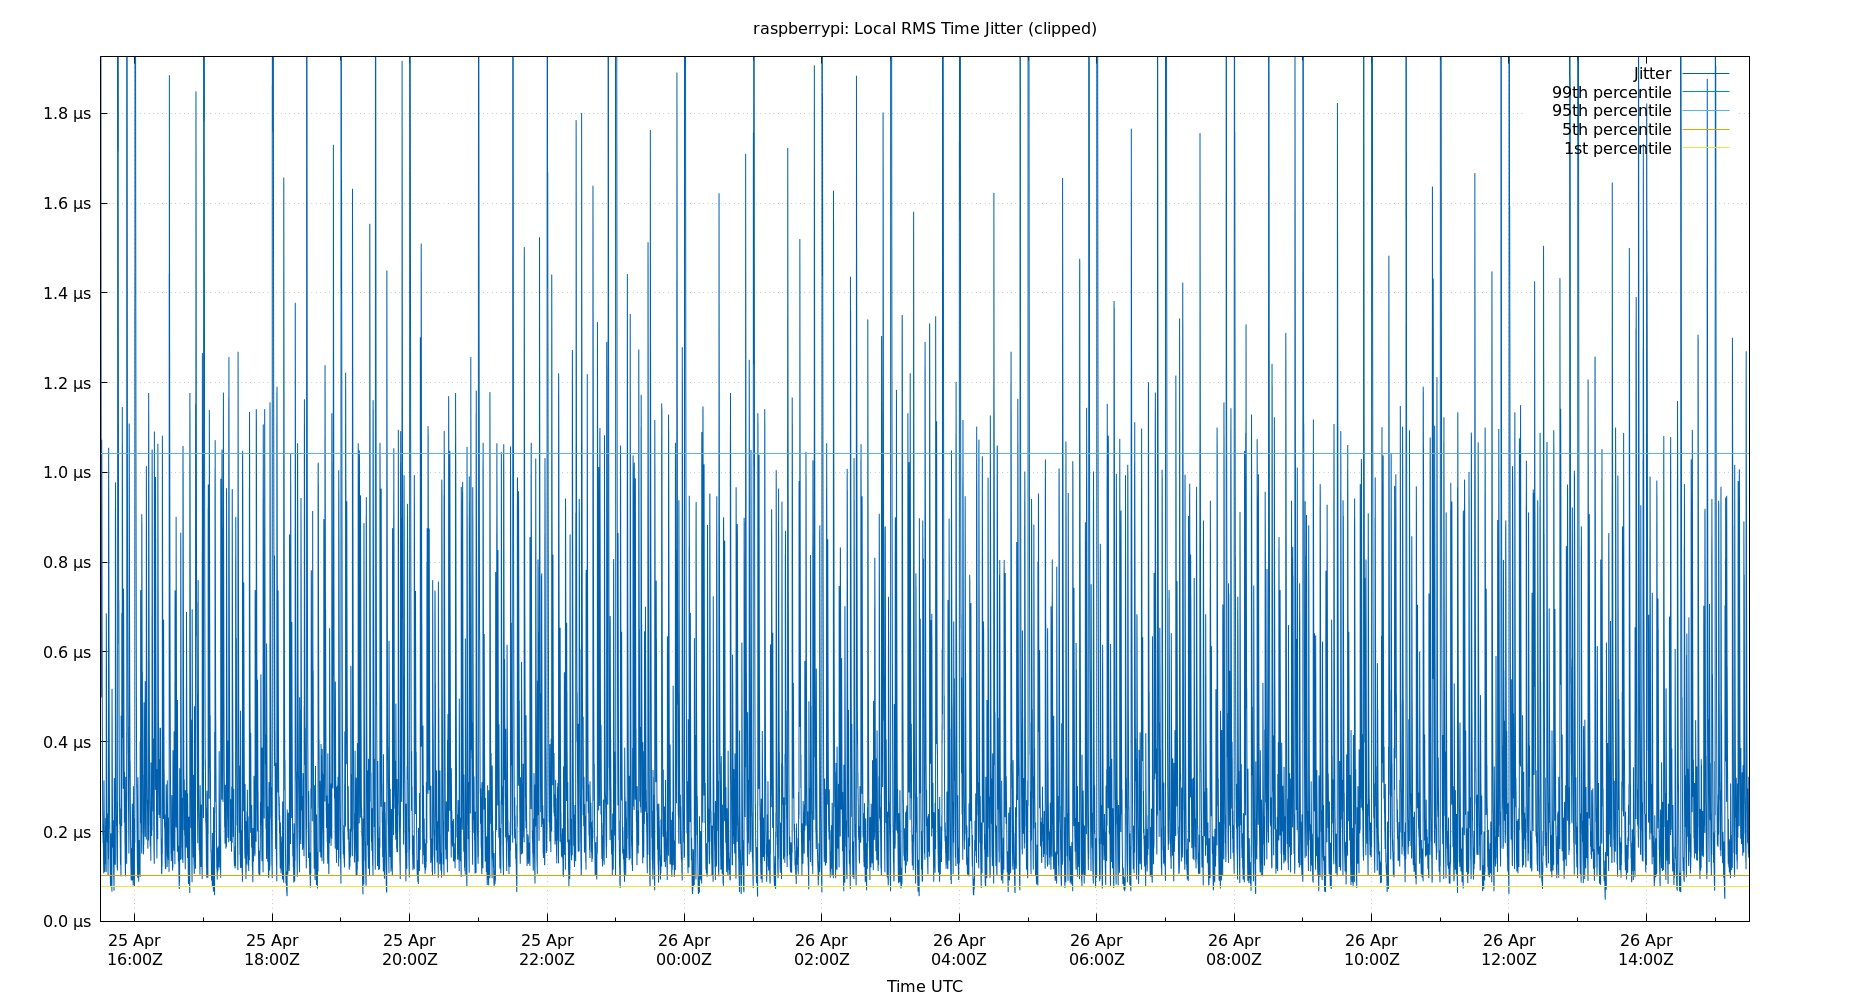 raspberrypi: Local RMS Time Jitter (clipped)
Jitter
99th percentile
95th percentile
5th percentile
1st percentile
1.8 µs
1.6 µs
1.4 µs
1.2 µs
1.0 µs
0.8 µs
0.6 µs
0.4 µs
0.2 µs
0.0 µs
25 Apr 25 Apr 25 Apr 25 Apr 26 Apr 26 Apr 26 Apr 26 Apr 26 Apr 26 Apr 26 Apr 26 Apr
16:00Z 18:00Z 20:00Z 22:00Z 00:00Z 02:00Z 04:00Z 06:00Z 08:00Z 10:00Z 12:00Z 14:00Z
Time UTC